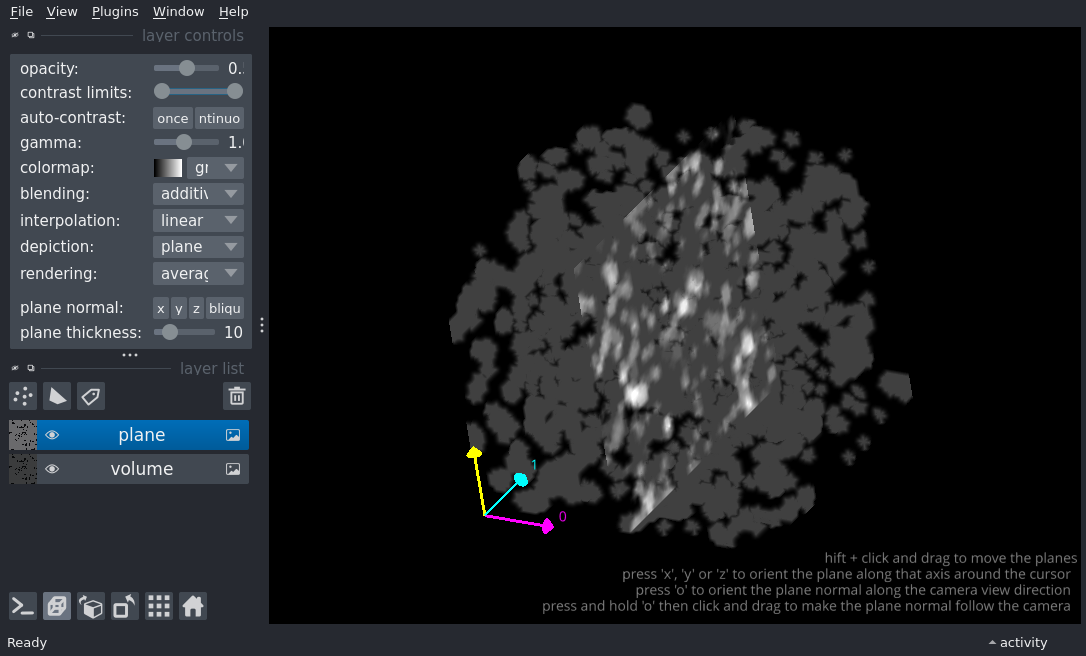 File View Plugins Window Help
layer controls
opacity: 0.
contrast limits:
auto-contrast: once ntinuo
gamma: 1.
colormap: gr
blending: additiv
interpolation: linear
depiction: plane
rendering: averag
plane normal: x y z bliqu
plane thickness: 10
layer list
plane
volume
1
0
hift + click and drag to move the planes
press 'x', 'y' or 'z' to orient the plane along that axis around the cursor
press 'o' to orient the plane normal along the camera view direction
press and hold 'o' then click and drag to make the plane normal follow the camera
Ready
activity